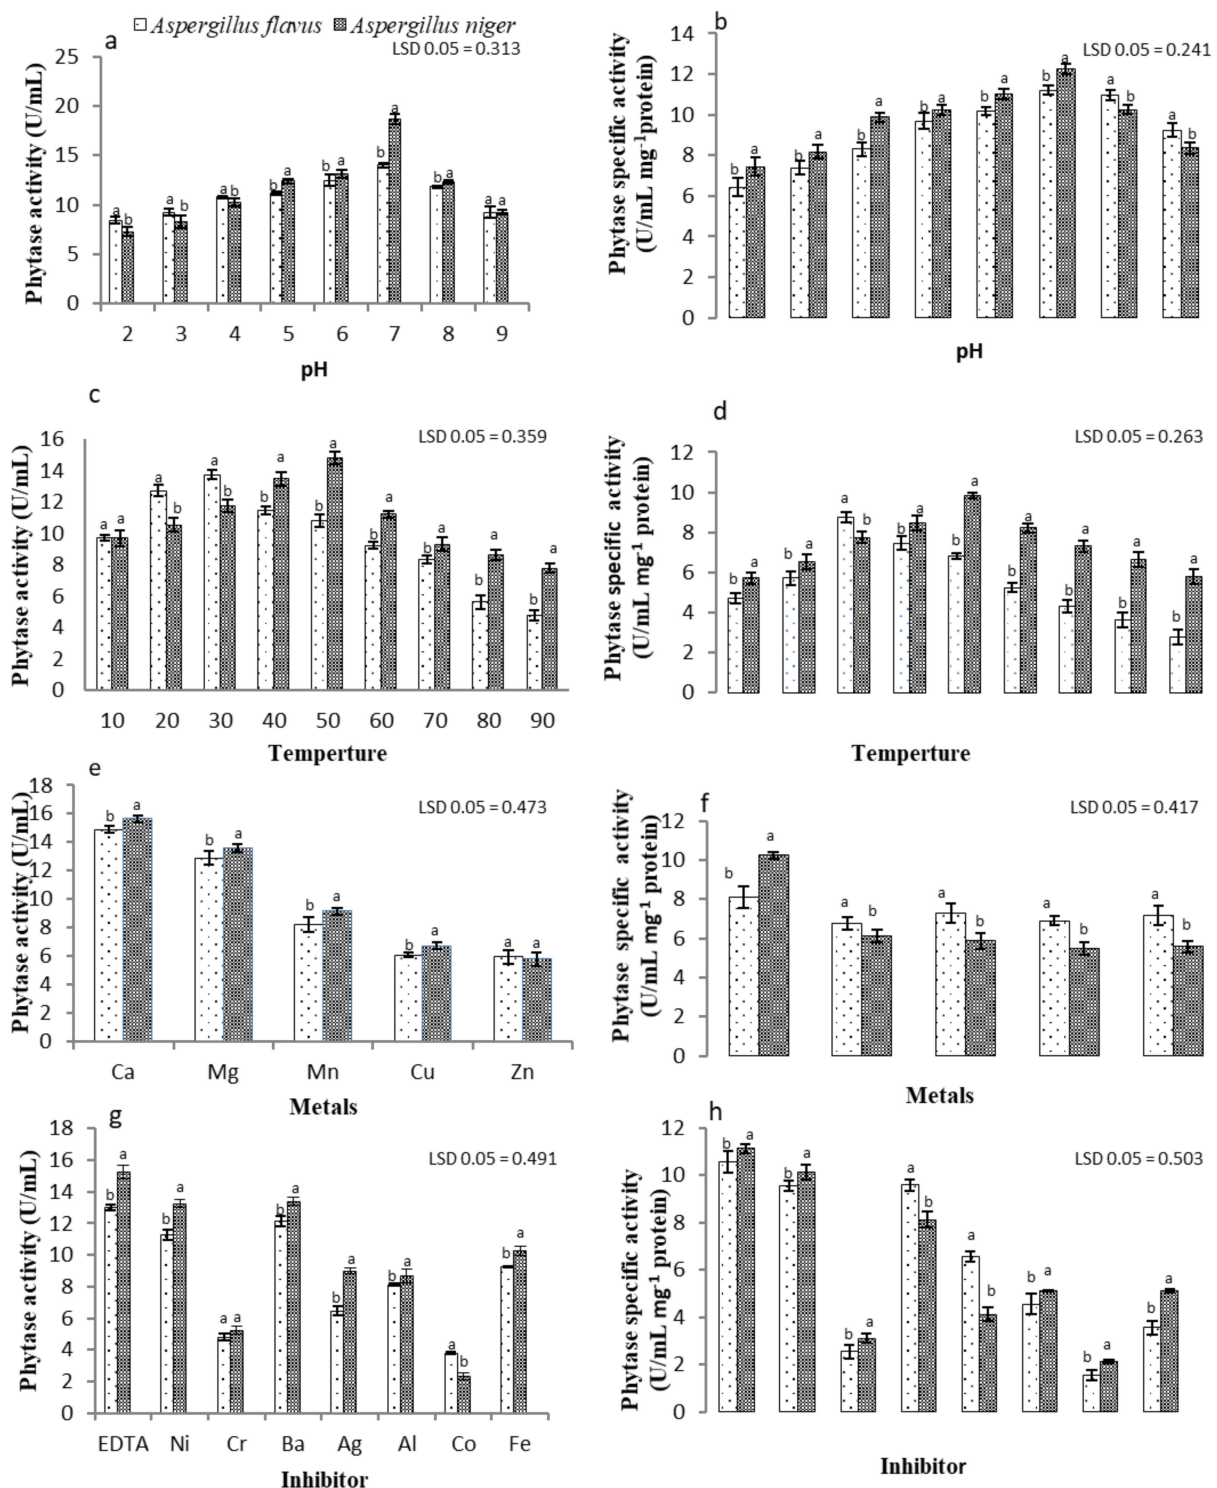 Aspergillus flavus Aspergillus niger
a
LSD 0.05 = 0.313
Phytase activity (U/mL)
25
20
15
10
5
0
a b a b a b b a b a b a b a b a a a
2 3 4 5 6 7 8 9
pH
b
LSD 0.05 = 0.241
Phytase specific activity
(U/mL mg-1protein)
14
12
10
8
6
4
2
0
b a b a b a b a b a b a a b a b
pH
c
LSD 0.05 = 0.359
Phytase activity (U/mL)
16
14
12
10
8
6
4
2
0
a a a b a b b a b a b a b a b a b a
10 20 30 40 50 60 70 80 90
Temperture
d
LSD 0.05 = 0.263
Phytase specific activity
(U/mL mg-1 protein)
12
10
8
6
4
2
0
b a b a a b b a b a b a b a b a b a
Temperture
e
LSD 0.05 = 0.473
Phytase activity (U/mL)
18
16
14
12
10
8
6
4
2
0
b a b a b a b a a a
Ca Mg Mn Cu Zn
Metals
f
LSD 0.05 = 0.417
Phytase specific activity
(U/mL mg-1 protein)
12
10
8
6
4
2
0
b a a b a b a b a b
Metals
g
LSD 0.05 = 0.491
Phytase activity (U/mL)
18
16
14
12
10
8
6
4
2
0
b a b a a a b a b a b a a b b a
EDTA Ni Cr Ba Ag Al Co Fe
Inhibitor
h
LSD 0.05 = 0.503
Phytase specific activity
(U/mL mg-1 protein)
12
10
8
6
4
2
0
b a b a b a a b a b b a b a b a
Inhibitor